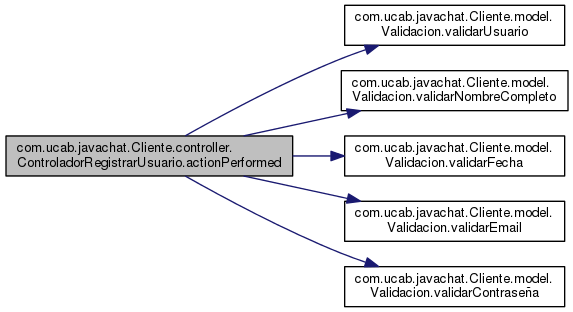 com.ucab.javachat.Cliente.model.
Validacion.validarUsuario
com.ucab.javachat.Cliente.model.
Validacion.validarNombreCompleto
com.ucab.javachat.Cliente.controller.
ControladorRegistrarUsuario.actionPerformed
com.ucab.javachat.Cliente.model.
Validacion.validarFecha
com.ucab.javachat.Cliente.model.
Validacion.validarEmail
com.ucab.javachat.Cliente.model.
Validacion.validarContraseña